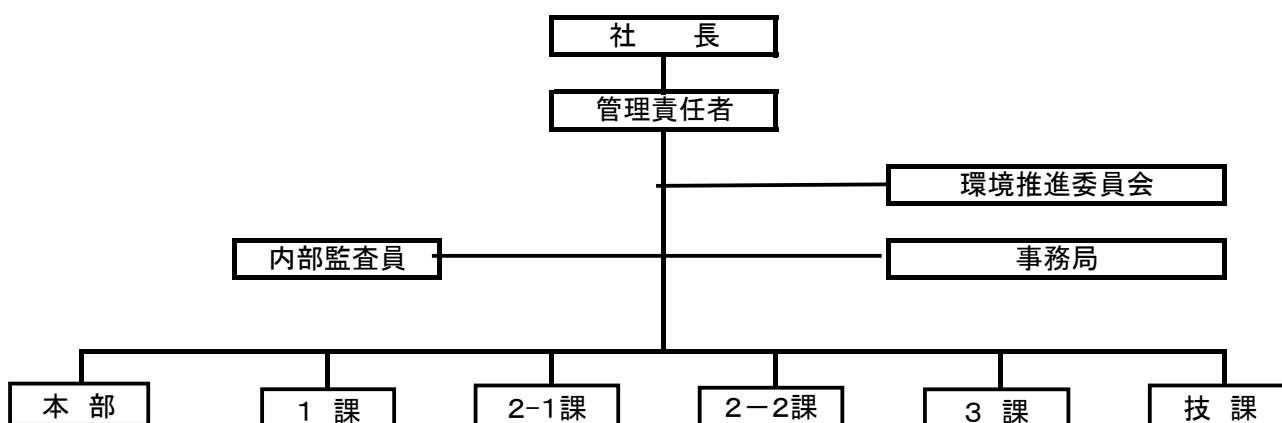 社　　長
管理責任者
環境推進委員会
内部監査員
事務局
本 部
１ 課
2-1課
２－２課
３ 課
技 課